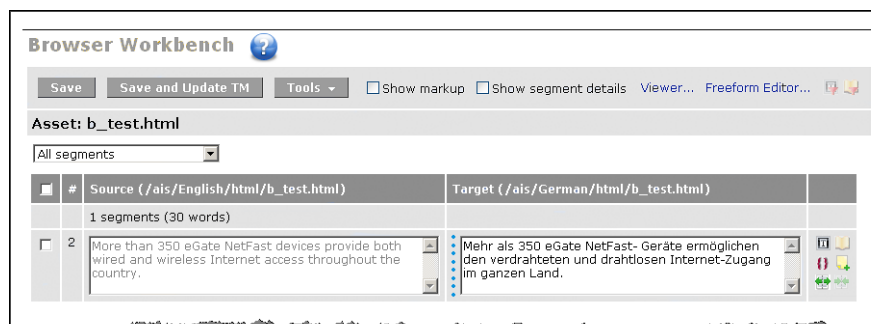 Browser Workbench ?
Save Save and Update TM Tools Show markup Show segment details Viewer... Freeform Editor...
Asset: b_test.html
All segments
# Source (/ais/English/html/b_test.html) Target (/ais/German/html/b_test.html)
1 segments (30 words)
2
More than 350 eGate NetFast devices provide both
wired and wireless Internet access throughout the
country.
Mehr als 350 eGate NetFast- Geräte ermöglichen
den verdrahteten und drahtlosen Internet-Zugang
im ganzen Land.